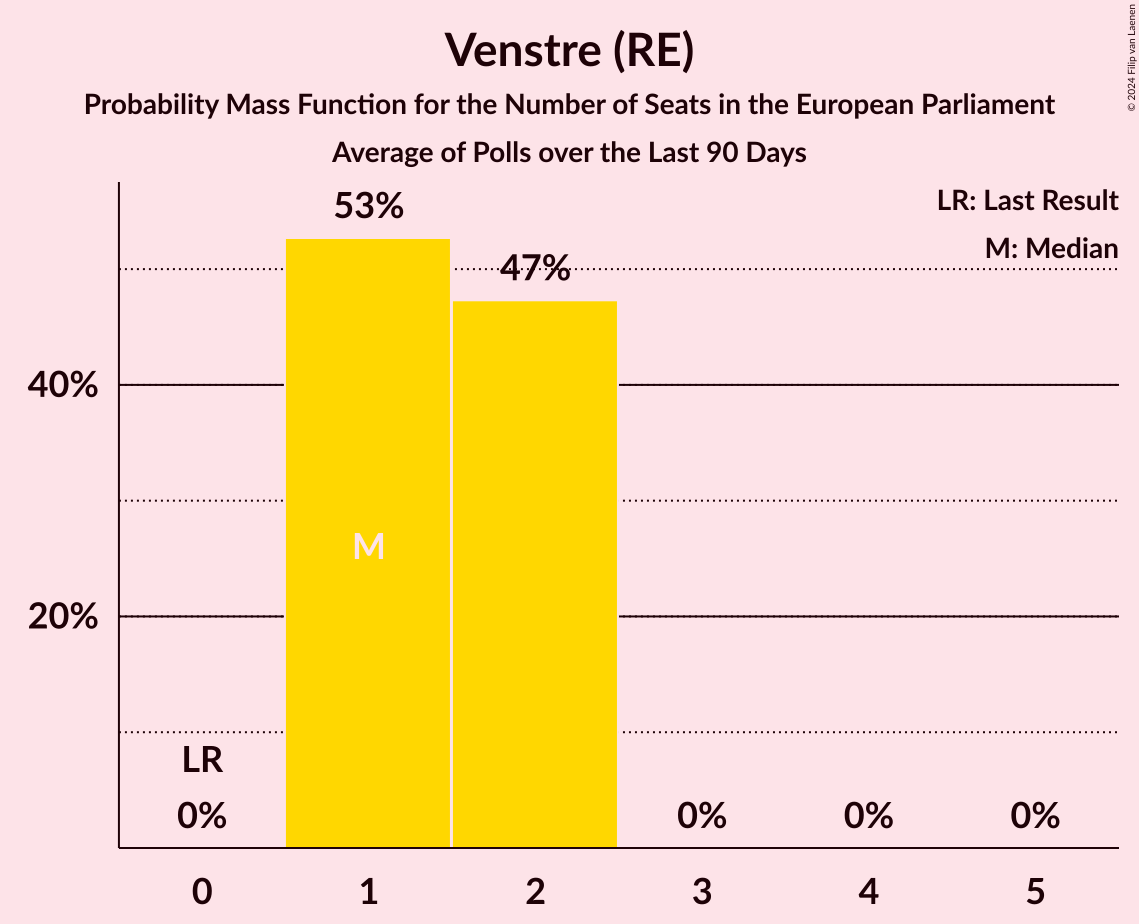 Venstre (RE)
Probability Mass Function for the Number of Seats in the European Parliament
Average of Polls over the Last 90 Days
© 2024 Filip van Laenen
LR: Last Result
M: Median
53%
47%
40%
20%
M
LR
0%
0%
0%
0%
0
1
2
3
4
5